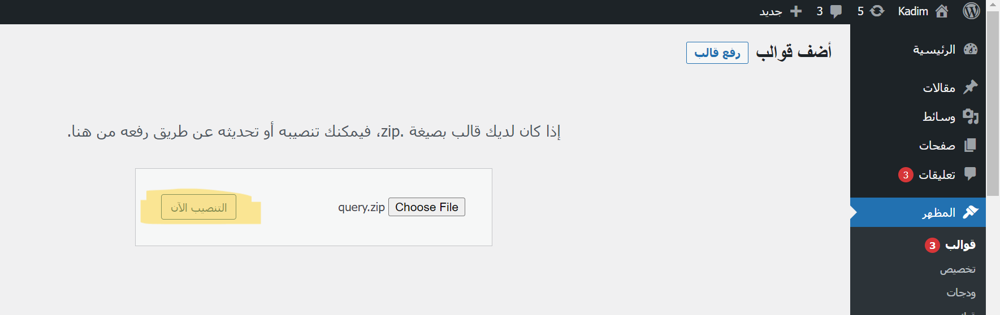 Kadim 5 3 جديد
أضف قوالب رفع قالب
إذا كان لديك قالب بصيغة .zip، فيمكنك تنصيبه أو تحديثه عن طريق رفعه من هنا.
Choose File query.zip
التنصيب الآن
الرئيسية
مقالات
وسائط
صفحات
تعليقات 3
المظهر
قوالب 3
تخصيص
ودجات